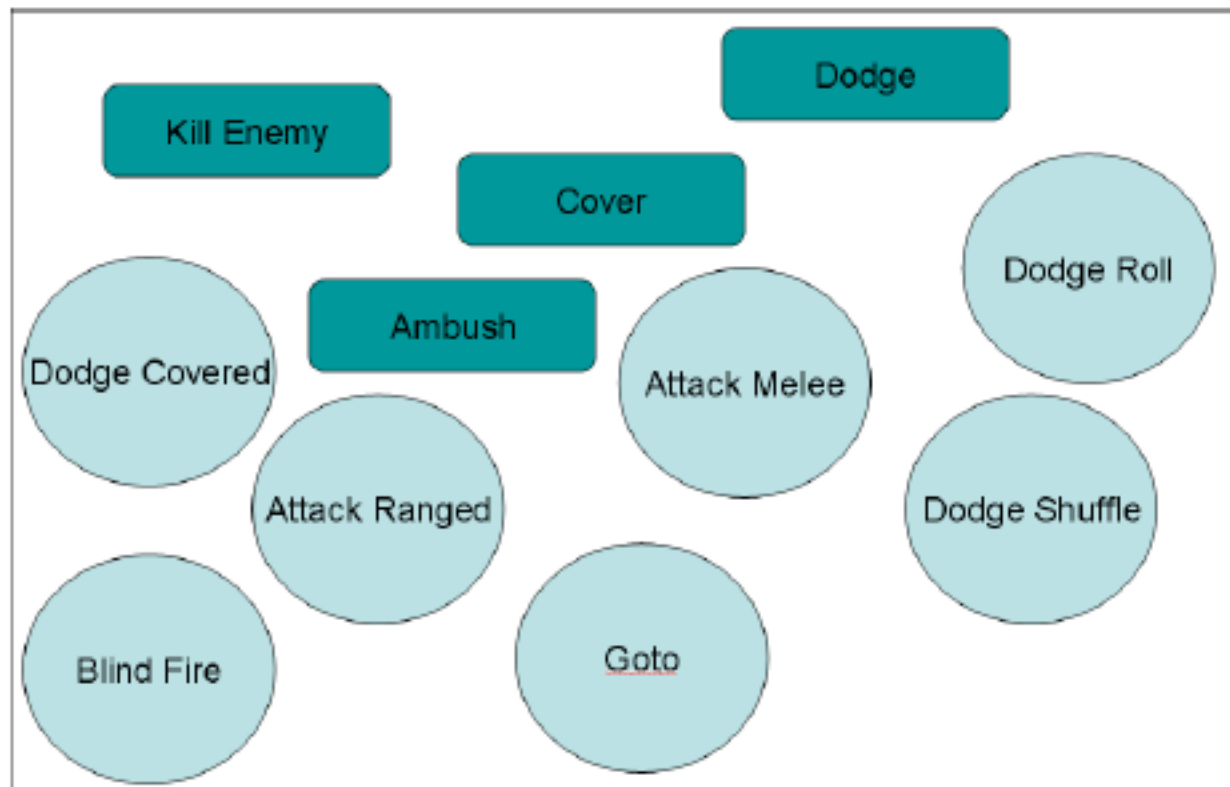 Dodge
Kill Enemy
Cover
Dodge Roll
Ambush
Dodge Covered
Attack Melee
Attack Ranged
Dodge Shuffle
Goto
Blind Fire